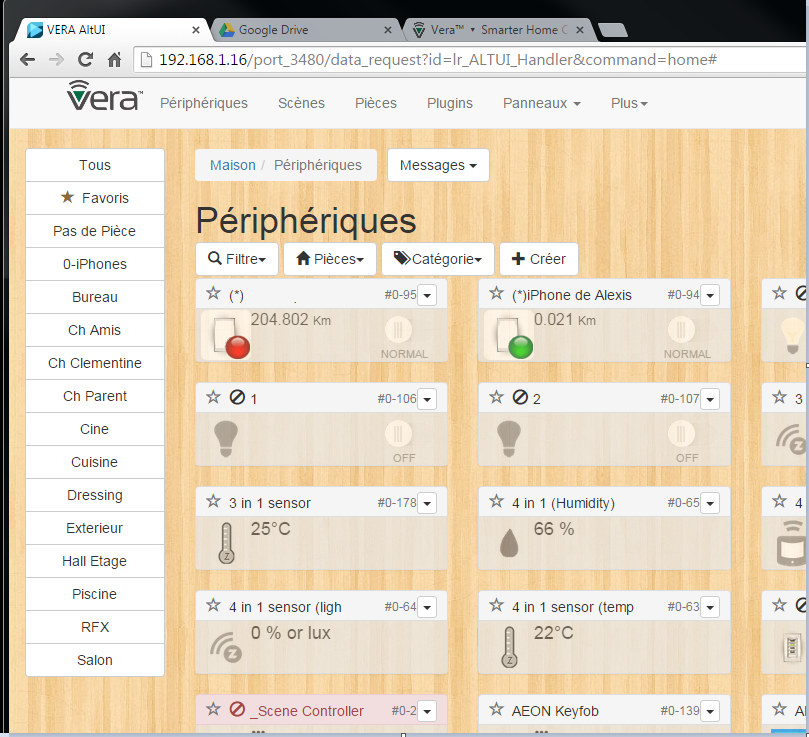 VERA AltUI
Google Drive
Vera™ • Smarter Home C
192.168.1.16/port_3480/data_request?id=lr_ALTUI_Handler&command=home#
vera™ Périphériques Scènes Pièces Plugins Panneaux Plus
Tous
Favoris
Pas de Pièce
0-iPhones
Bureau
Ch Amis
Ch Clementine
Ch Parent
Cine
Cuisine
Dressing
Exterieur
Hall Etage
Piscine
RFX
Salon
Maison / Périphériques Messages
Périphériques
Filtre Pièces Catégorie Créer
(*) . #0-95
204.802 Km
NORMAL
(*)iPhone de Alexis #0-94
0.021 Km
NORMAL
1 #0-106
OFF
2 #0-107
OFF
3
3 in 1 sensor #0-178
25°C
4 in 1 (Humidity) #0-65
66 %
4
4 in 1 sensor (ligh #0-64
0 % or lux
4 in 1 sensor (temp #0-63
22°C
_Scene Controller #0-2
AEON Keyfob #0-139